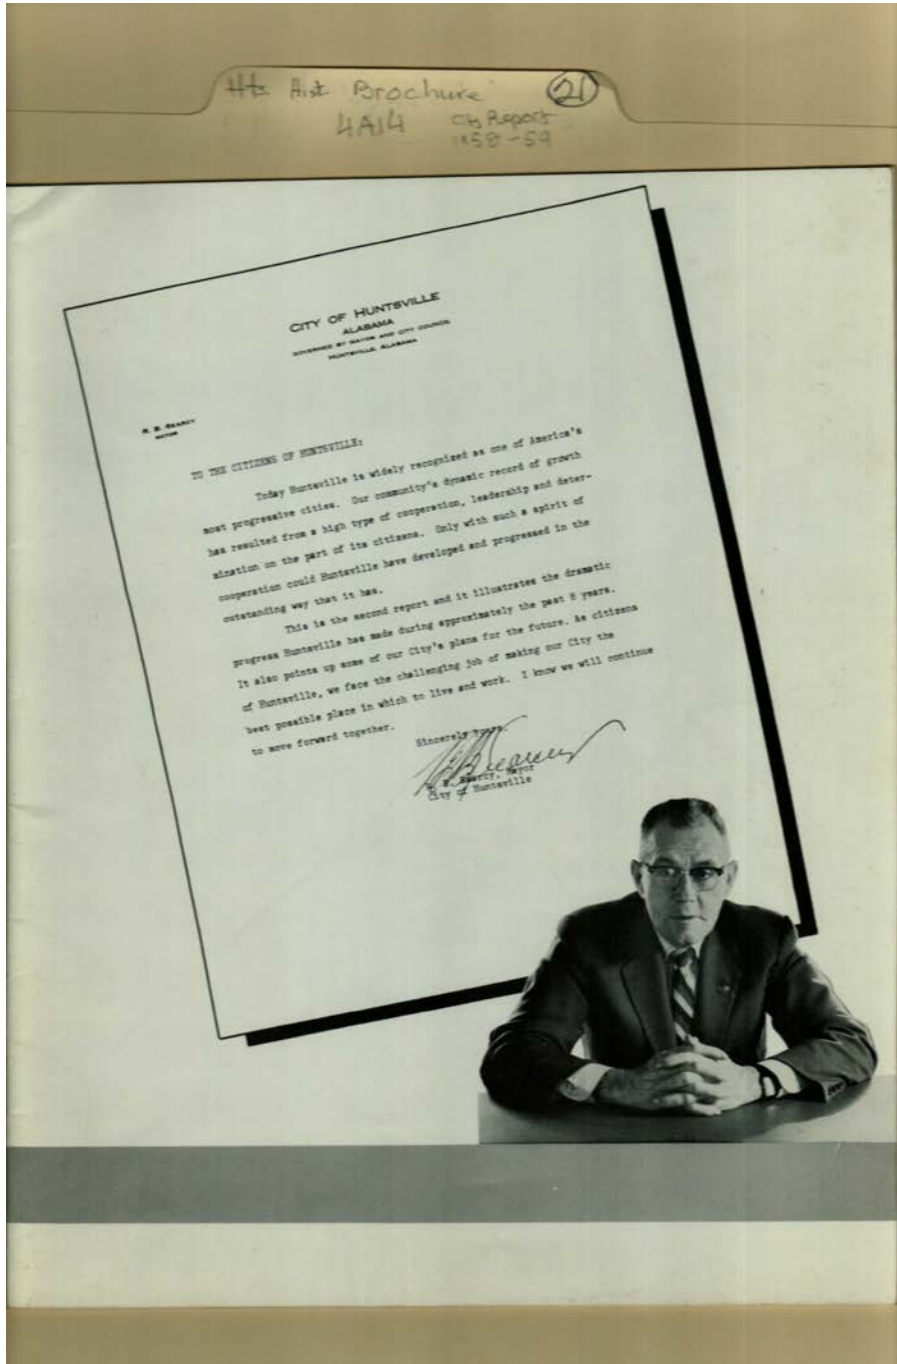 Hts Hist Brochure 21
4A14 City Report
1958-59
CITY OF HUNTSVILLE
ALABAMA
GOVERNED BY MAYOR AND CITY COUNCIL
HUNTSVILLE, ALABAMA
R. B. SEARCY
MAYOR
TO THE CITIZENS OF HUNTSVILLE:
Today Huntsville is widely recognized as one of America's
most progressive cities. Our community's dynamic record of growth
has resulted from a high type of cooperation, leadership and deter-
mination on the part of its citizens. Only with such a spirit of
cooperation could Huntsville have developed and progressed in the
outstanding way that it has.
This is the second report and it illustrates the dramatic
progress Huntsville has made during approximately the past 8 years.
It also points up some of our City's plans for the future. As citizens
of Huntsville, we face the challenging job of making our City the
best possible place in which to live and work. I know we will continue
to move forward together.
Sincerely yours,
R B Searcy
R. B. Searcy, Mayor
City of Huntsville